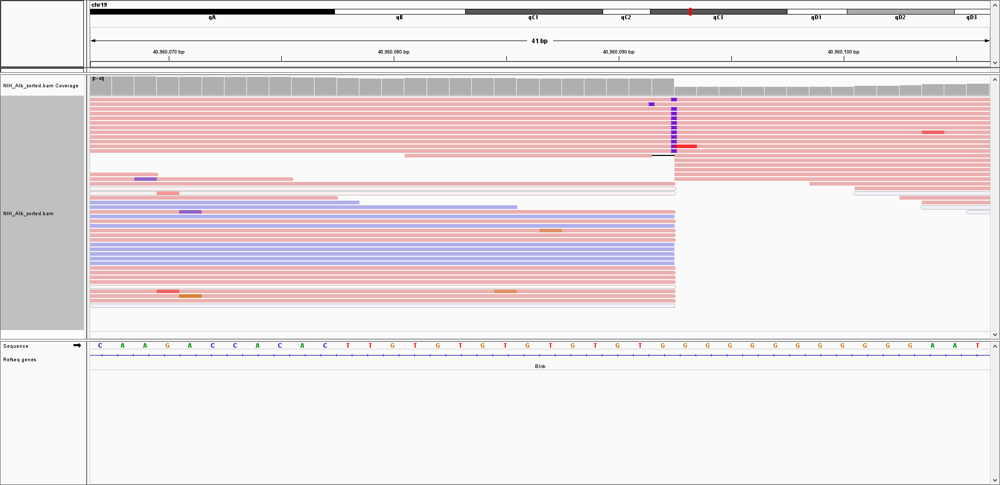 chr19
qA qB qC1 qC2 qC3 qD1 qD2 qD3
41 bp
40,960,070 bp 40,960,080 bp 40,960,090 bp 40,960,100 bp
NIH_Alb_sorted.bam Coverage
[0 - 45]
NIH_Alb_sorted.bam
Sequence C A A G A C C A C A C T T G T G T G T G T G T G T G G G G G G G G G G G G A A T
Refseq genes
Blnk